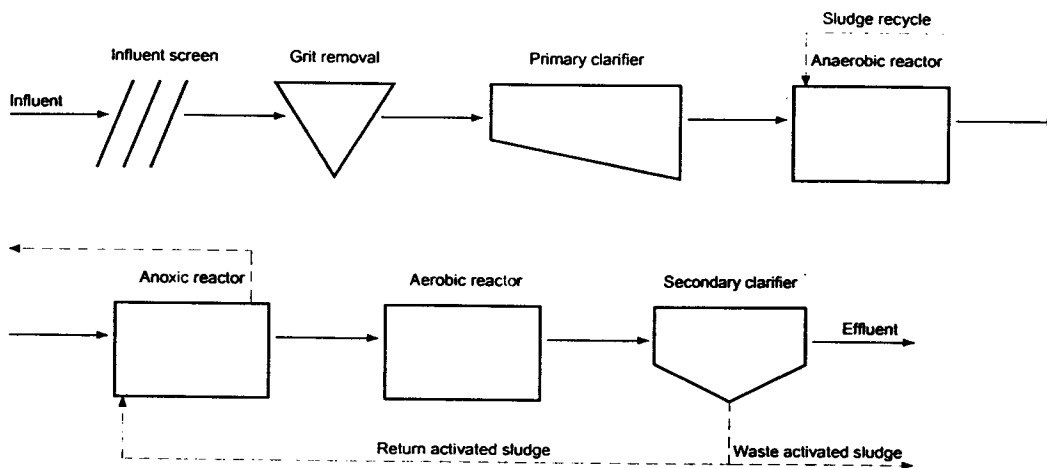 Sludge recycle
Influent screen
Grit removal
Primary clarifier
Anaerobic reactor
Influent
Anoxic reactor
Aerobic reactor
Secondary clarifier
Effluent
Return activated sludge
Waste activated sludge